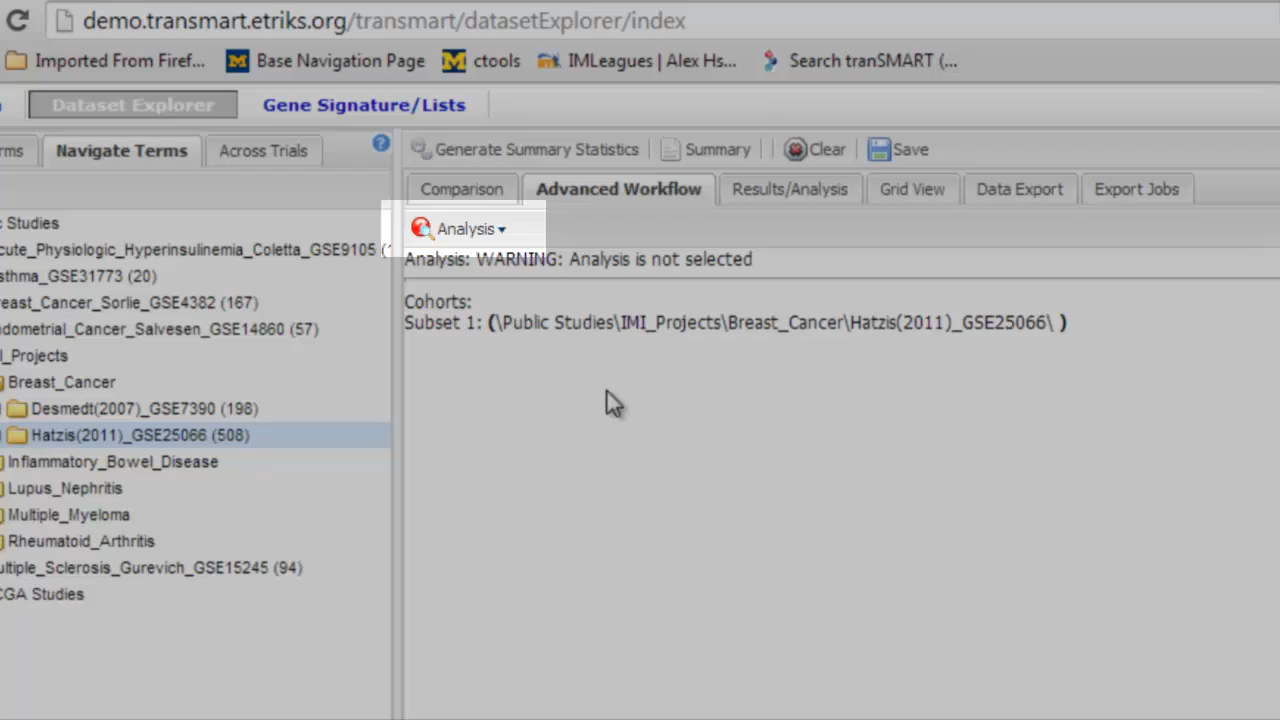 demo.transmart.etriks.org/transmart/datasetExplorer/index
Imported From Firef... Base Navigation Page ctools IMLeagues | Alex Hs... Search tranSMART (...
Dataset Explorer Gene Signature/Lists
rms Navigate Terms Across Trials
Generate Summary Statistics Summary Clear Save
Comparison Advanced Workflow Results/Analysis Grid View Data Export Export Jobs
Analysis
Analysis: WARNING: Analysis is not selected
Cohorts:
Subset 1: (\Public Studies\IMI_Projects\Breast_Cancer\Hatzis(2011)_GSE25066\ )
c Studies
cute_Physiologic_Hyperinsulinemia_Coletta_GSE9105 (
sthma_GSE31773 (20)
reast_Cancer_Sorlie_GSE4382 (167)
ndometrial_Cancer_Salvesen_GSE14860 (57)
I_Projects
Breast_Cancer
Desmedt(2007)_GSE7390 (198)
Hatzis(2011)_GSE25066 (508)
Inflammatory_Bowel_Disease
Lupus_Nephritis
Multiple_Myeloma
Rheumatoid_Arthritis
ultiple_Sclerosis_Gurevich_GSE15245 (94)
CGA Studies